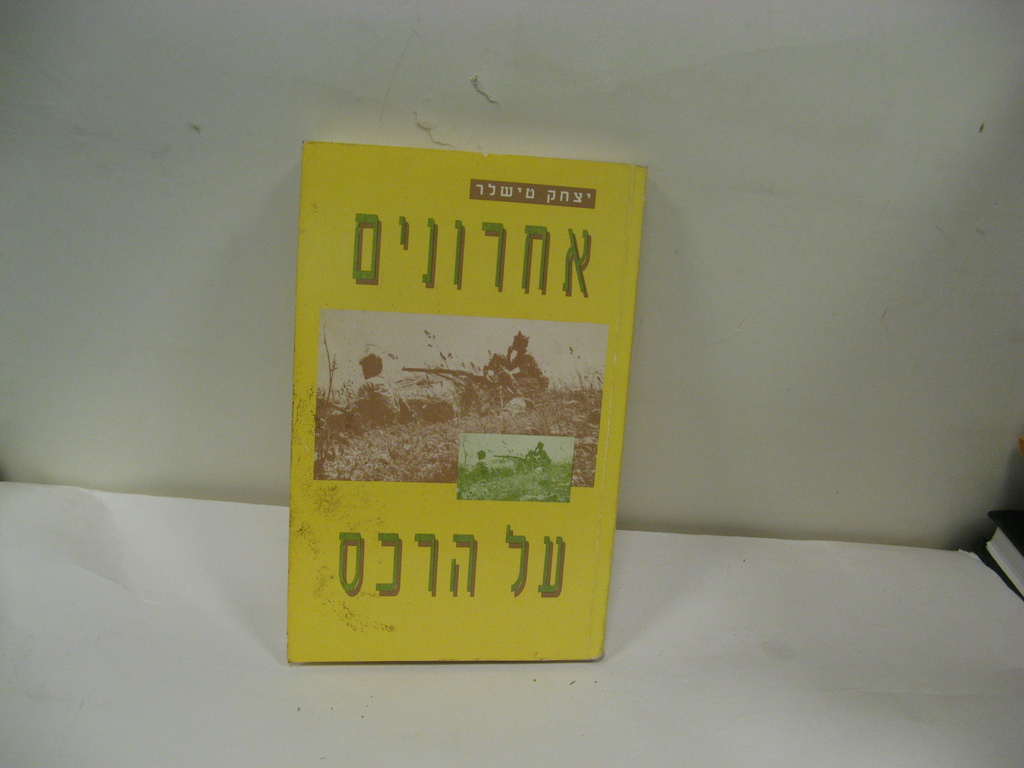 יצחק טישלר
אחרונים
על הרכס